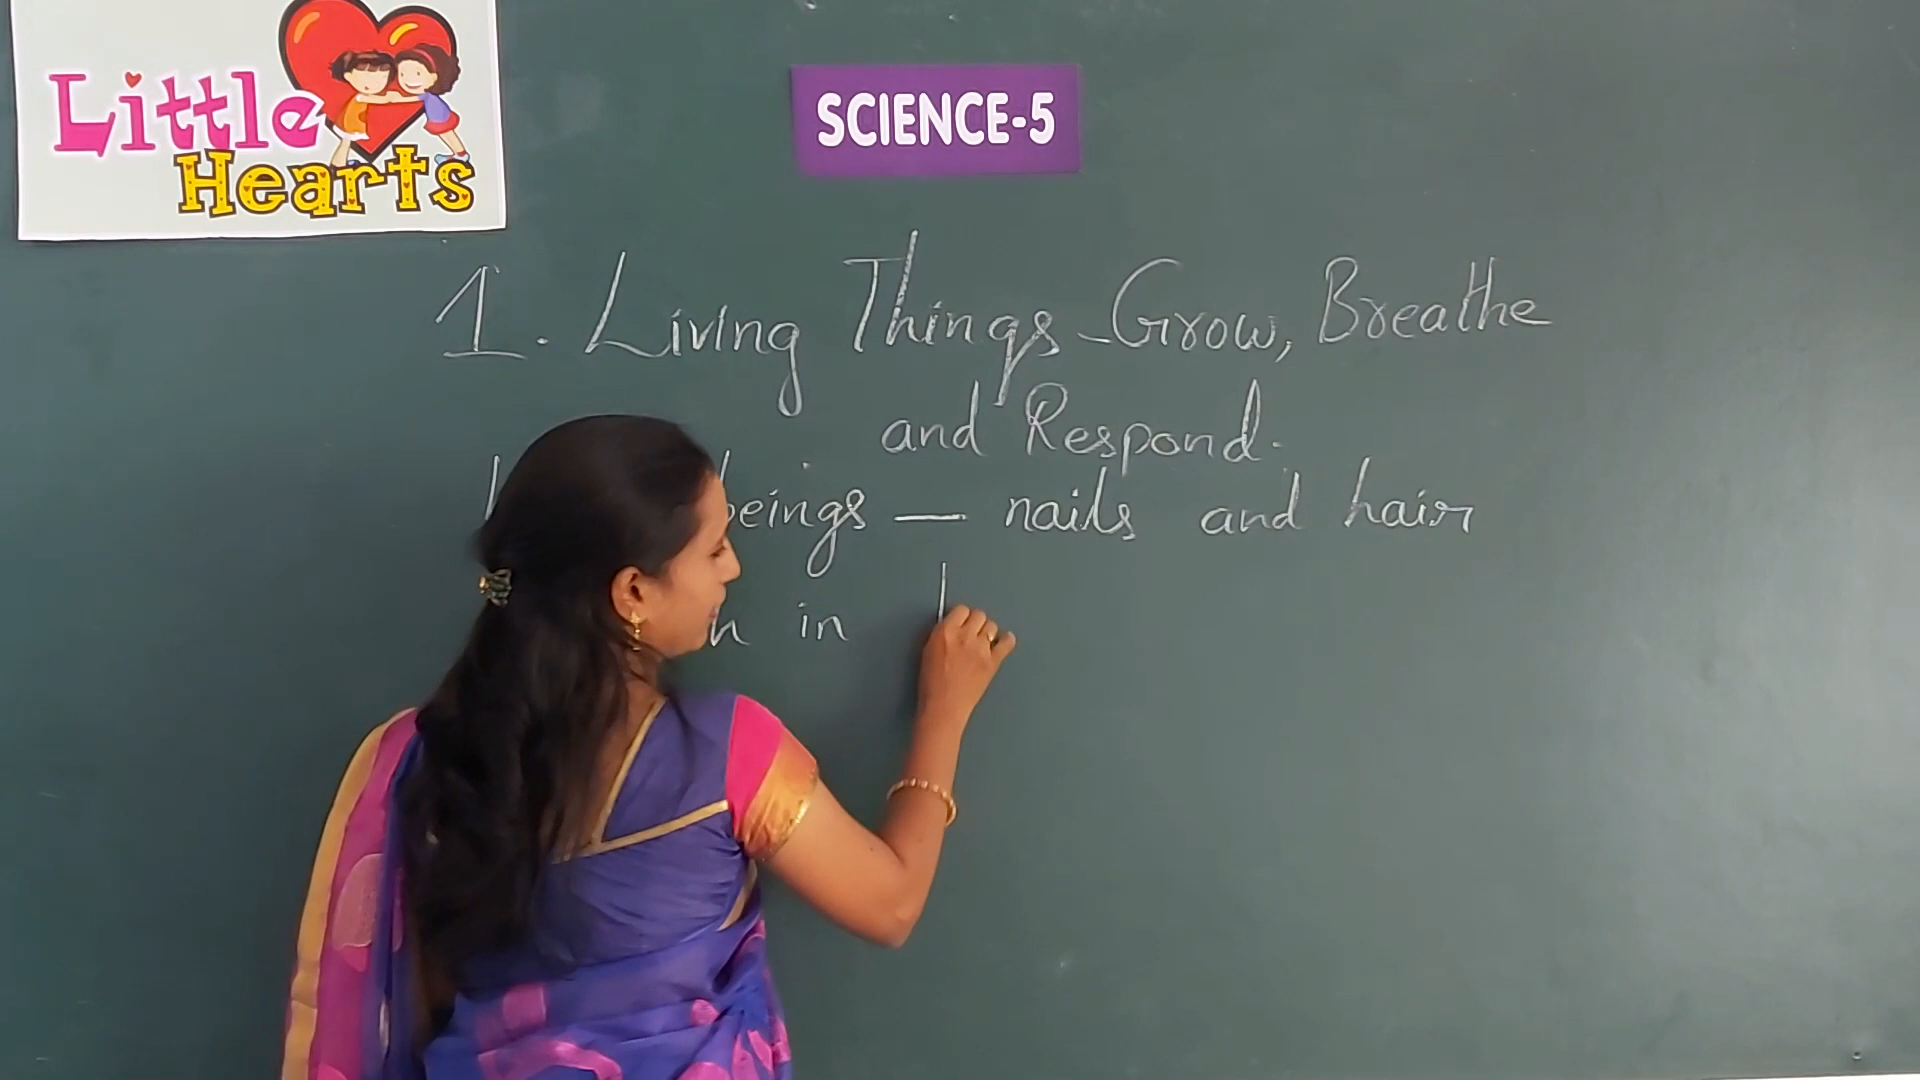 Little
Hearts
SCIENCE-5
1. Living Things - Grow, Breathe
and Respond.
beings — nails and hair
in